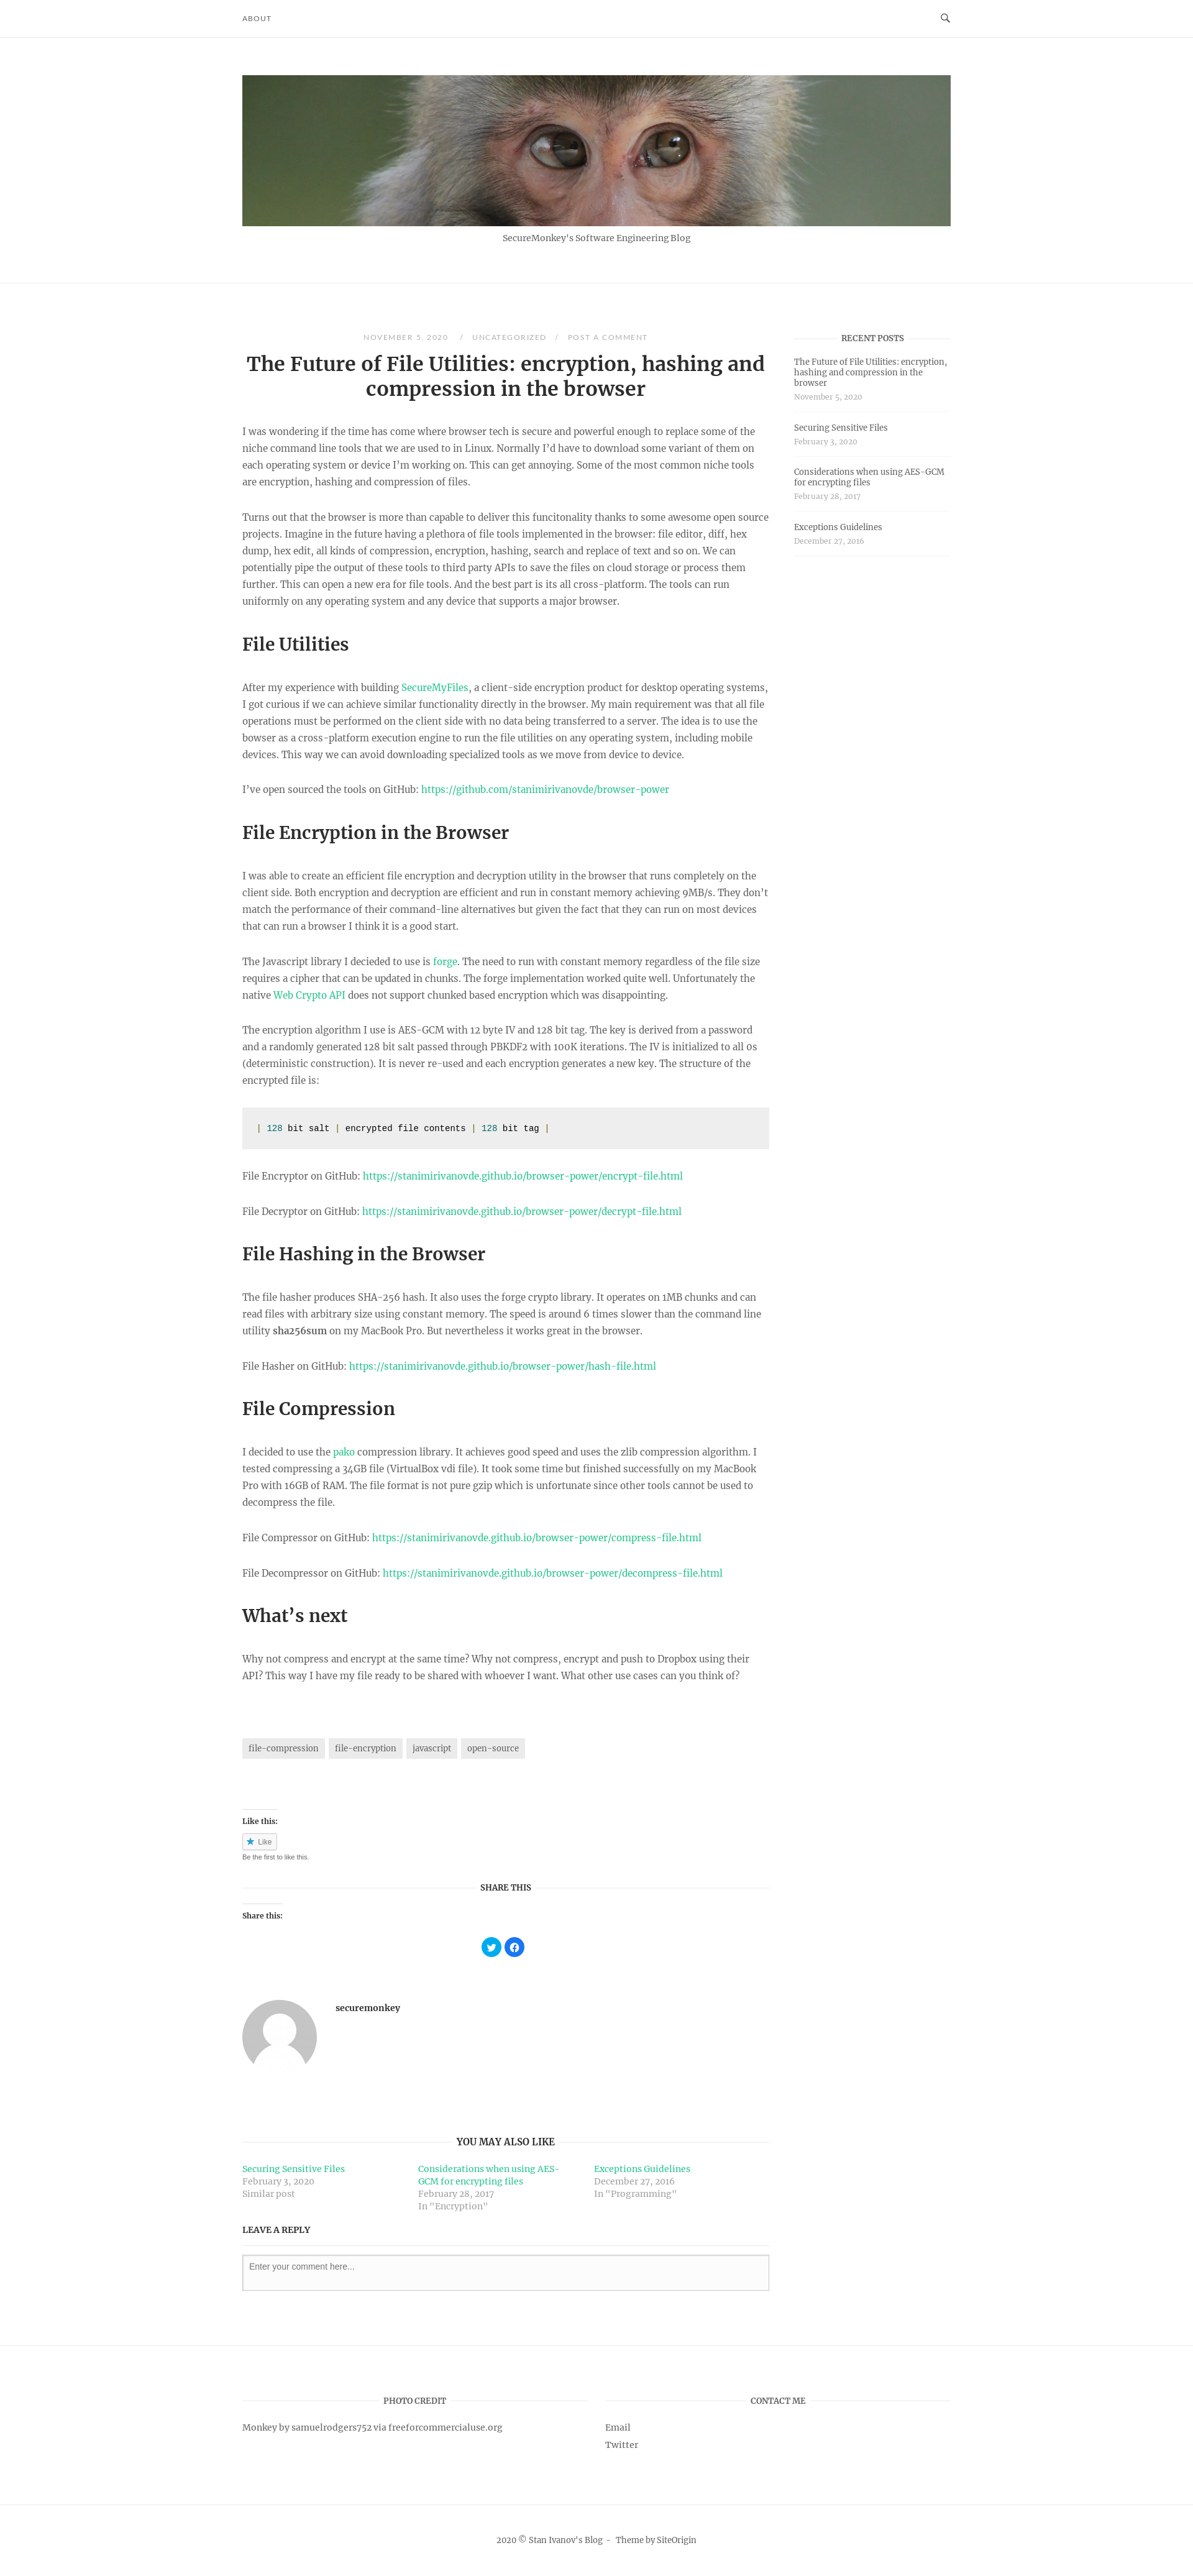 ABOUT
SecureMonkey's Software Engineering Blog
NOVEMBER 5, 2020 / UNCATEGORIZED / POST A COMMENT
The Future of File Utilities: encryption, hashing and
compression in the browser
I was wondering if the time has come where browser tech is secure and powerful enough to replace some of the
niche command line tools that we are used to in Linux. Normally I’d have to download some variant of them on
each operating system or device I’m working on. This can get annoying. Some of the most common niche tools
are encryption, hashing and compression of files.
Turns out that the browser is more than capable to deliver this funcitonality thanks to some awesome open source
projects. Imagine in the future having a plethora of file tools implemented in the browser: file editor, diff, hex
dump, hex edit, all kinds of compression, encryption, hashing, search and replace of text and so on. We can
potentially pipe the output of these tools to third party APIs to save the files on cloud storage or process them
further. This can open a new era for file tools. And the best part is its all cross-platform. The tools can run
uniformly on any operating system and any device that supports a major browser.
File Utilities
After my experience with building SecureMyFiles, a client-side encryption product for desktop operating systems,
I got curious if we can achieve similar functionality directly in the browser. My main requirement was that all file
operations must be performed on the client side with no data being transferred to a server. The idea is to use the
bowser as a cross-platform execution engine to run the file utilities on any operating system, including mobile
devices. This way we can avoid downloading specialized tools as we move from device to device.
I’ve open sourced the tools on GitHub: https://github.com/stanimirivanovde/browser-power
File Encryption in the Browser
I was able to create an efficient file encryption and decryption utility in the browser that runs completely on the
client side. Both encryption and decryption are efficient and run in constant memory achieving 9MB/s. They don’t
match the performance of their command-line alternatives but given the fact that they can run on most devices
that can run a browser I think it is a good start.
The Javascript library I decieded to use is forge. The need to run with constant memory regardless of the file size
requires a cipher that can be updated in chunks. The forge implementation worked quite well. Unfortunately the
native Web Crypto API does not support chunked based encryption which was disappointing.
The encryption algorithm I use is AES-GCM with 12 byte IV and 128 bit tag. The key is derived from a password
and a randomly generated 128 bit salt passed through PBKDF2 with 100K iterations. The IV is initialized to all 0s
(deterministic construction). It is never re-used and each encryption generates a new key. The structure of the
encrypted file is:
| 128 bit salt | encrypted file contents | 128 bit tag |
File Encryptor on GitHub: https://stanimirivanovde.github.io/browser-power/encrypt-file.html
File Decryptor on GitHub: https://stanimirivanovde.github.io/browser-power/decrypt-file.html
File Hashing in the Browser
The file hasher produces SHA-256 hash. It also uses the forge crypto library. It operates on 1MB chunks and can
read files with arbitrary size using constant memory. The speed is around 6 times slower than the command line
utility sha256sum on my MacBook Pro. But nevertheless it works great in the browser.
File Hasher on GitHub: https://stanimirivanovde.github.io/browser-power/hash-file.html
File Compression
I decided to use the pako compression library. It achieves good speed and uses the zlib compression algorithm. I
tested compressing a 34GB file (VirtualBox vdi file). It took some time but finished successfully on my MacBook
Pro with 16GB of RAM. The file format is not pure gzip which is unfortunate since other tools cannot be used to
decompress the file.
File Compressor on GitHub: https://stanimirivanovde.github.io/browser-power/compress-file.html
File Decompressor on GitHub: https://stanimirivanovde.github.io/browser-power/decompress-file.html
What’s next
Why not compress and encrypt at the same time? Why not compress, encrypt and push to Dropbox using their
API? This way I have my file ready to be shared with whoever I want. What other use cases can you think of?
file-compression file-encryption javascript open-source
Like this:
Like
Be the first to like this.
SHARE THIS
Share this:
securemonkey
YOU MAY ALSO LIKE
Securing Sensitive Files
February 3, 2020
Similar post
Considerations when using AES-
GCM for encrypting files
February 28, 2017
In "Encryption"
Exceptions Guidelines
December 27, 2016
In "Programming"
LEAVE A REPLY
Enter your comment here...
RECENT POSTS
The Future of File Utilities: encryption,
hashing and compression in the
browser
November 5, 2020
Securing Sensitive Files
February 3, 2020
Considerations when using AES-GCM
for encrypting files
February 28, 2017
Exceptions Guidelines
December 27, 2016
PHOTO CREDIT
Monkey by samuelrodgers752 via freeforcommercialuse.org
CONTACT ME
Email
Twitter
2020 © Stan Ivanov's Blog - Theme by SiteOrigin